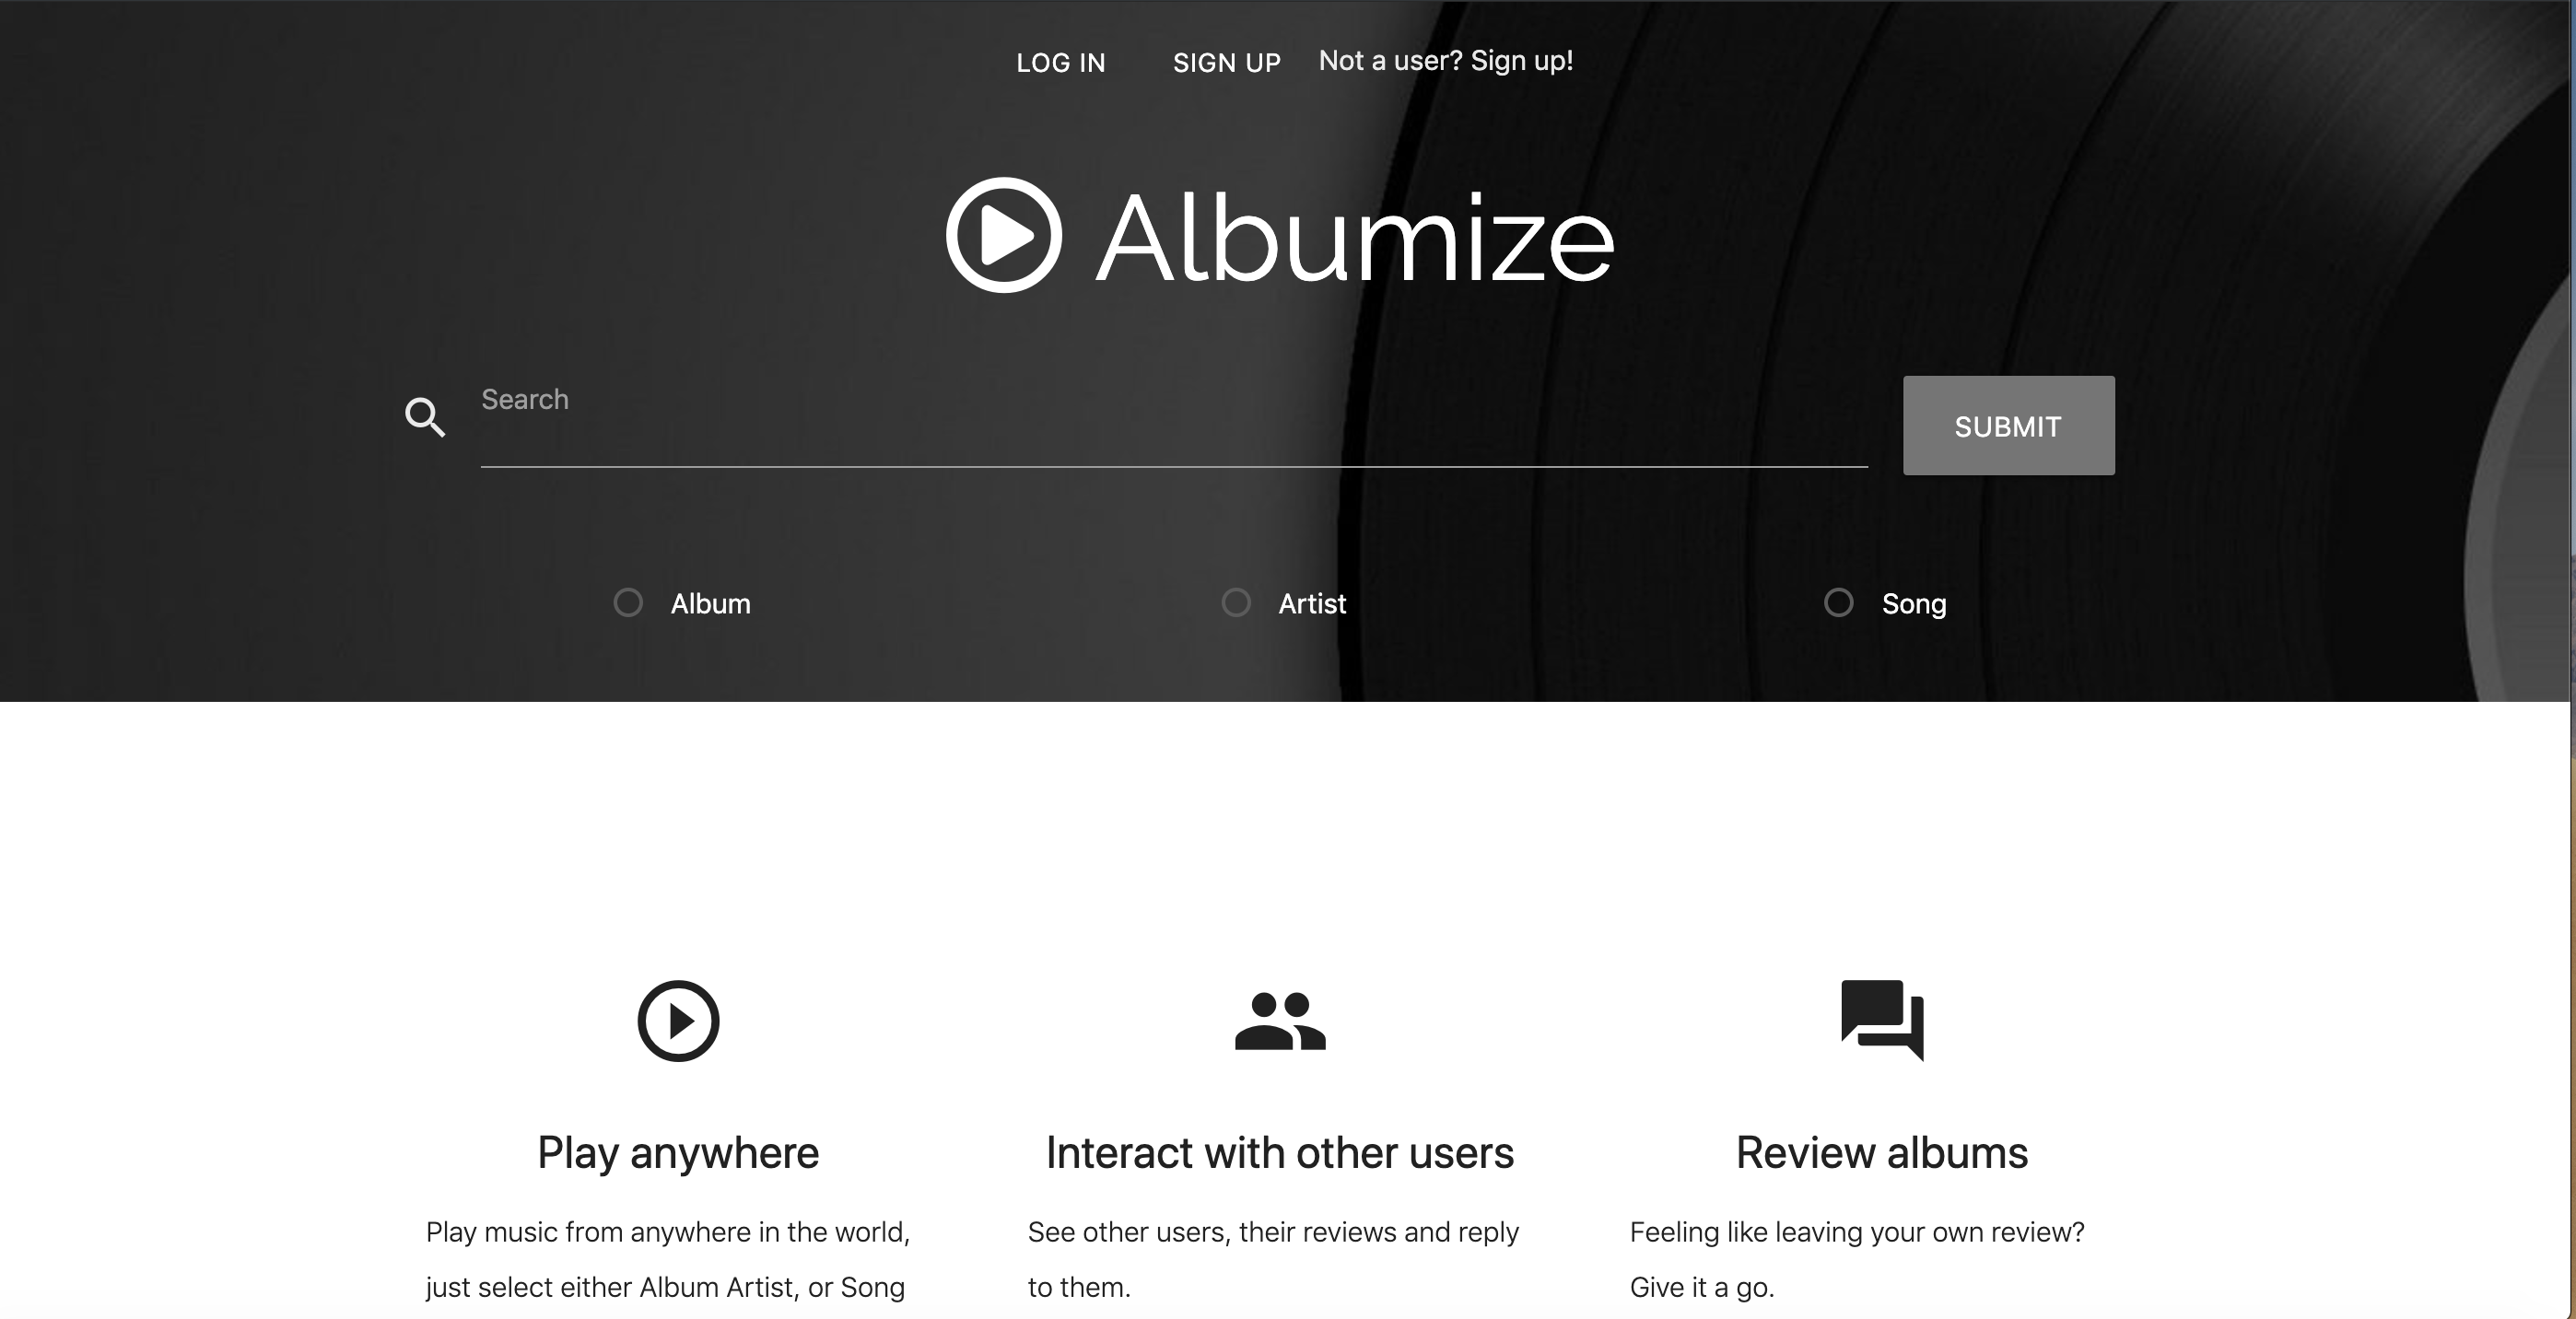 LOG IN SIGN UP Not a user? Sign up!
Albumize
Search
SUBMIT
Album Artist Song
Play anywhere
Play music from anywhere in the world,
just select either Album Artist, or Song
Interact with other users
See other users, their reviews and reply
to them.
Review albums
Feeling like leaving your own review?
Give it a go.